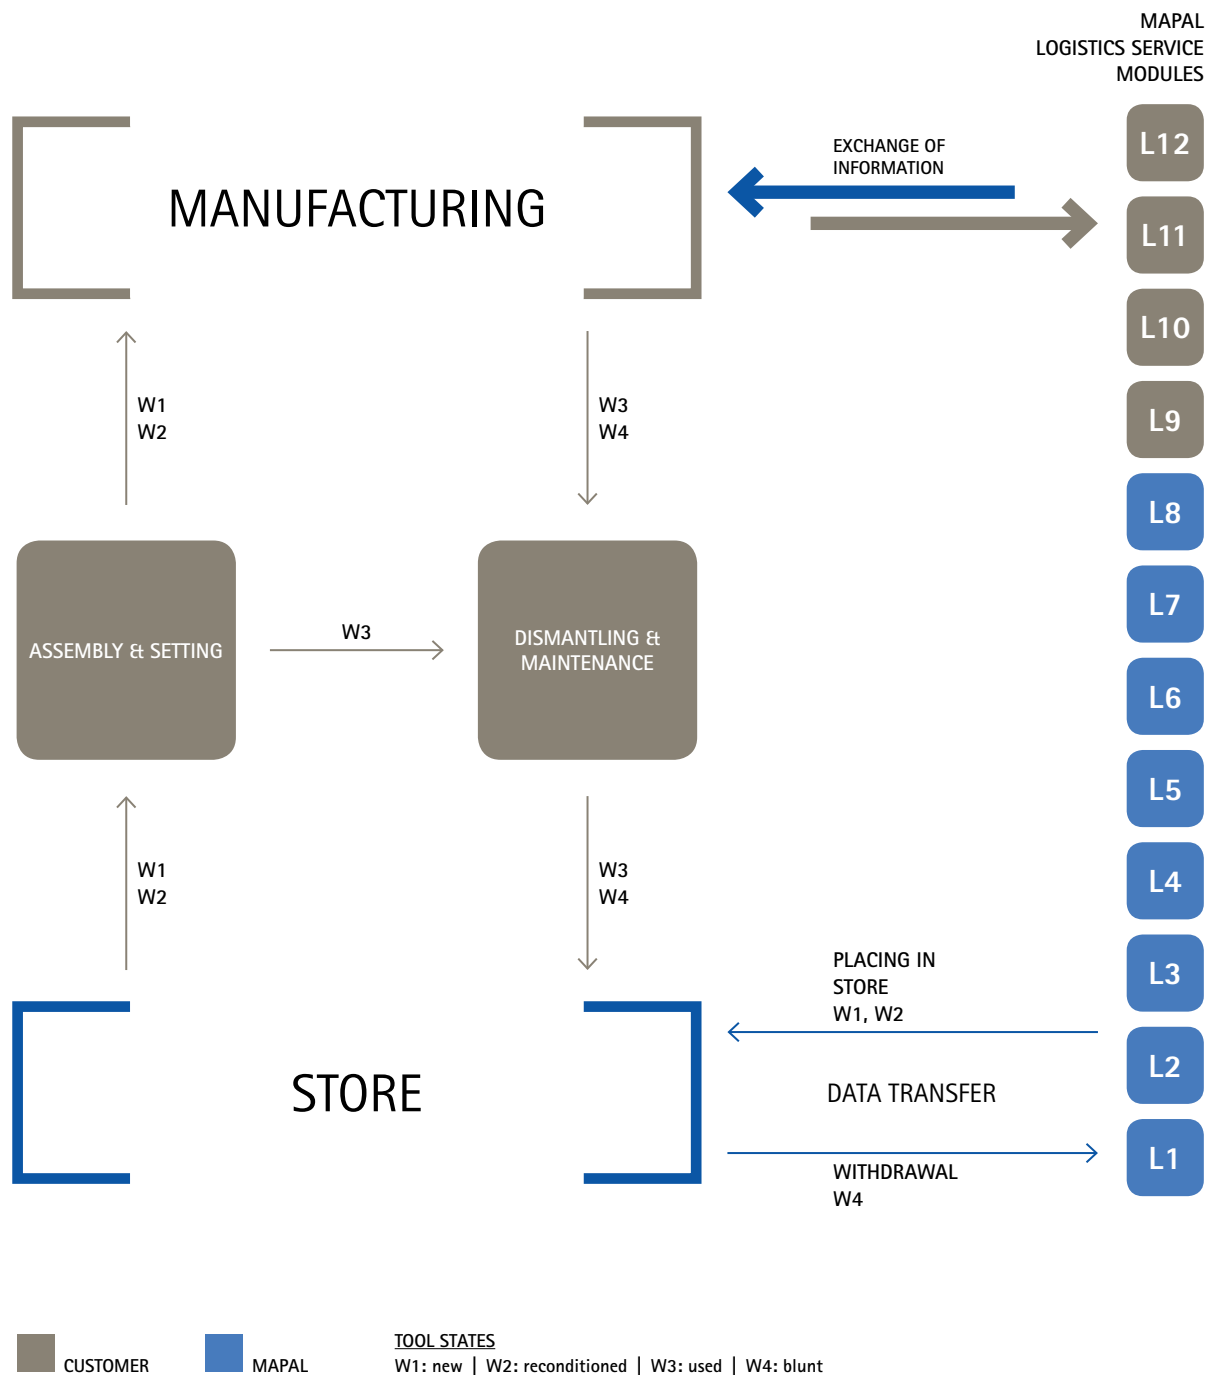 MAPAL
LOGISTICS SERVICE
MODULES
L12
EXCHANGE OF
INFORMATION
MANUFACTURING
L11
L10
W1
W2
W3
W4
L9
L8
L7
ASSEMBLY & SETTING
W3
DISMANTLING &
MAINTENANCE
L6
L5
W1
W2
W3
W4
L4
PLACING IN
STORE
W1, W2
L3
L2
STORE
DATA TRANSFER
L1
WITHDRAWAL
W4
CUSTOMER
MAPAL
TOOL STATES
W1: new | W2: reconditioned | W3: used | W4: blunt